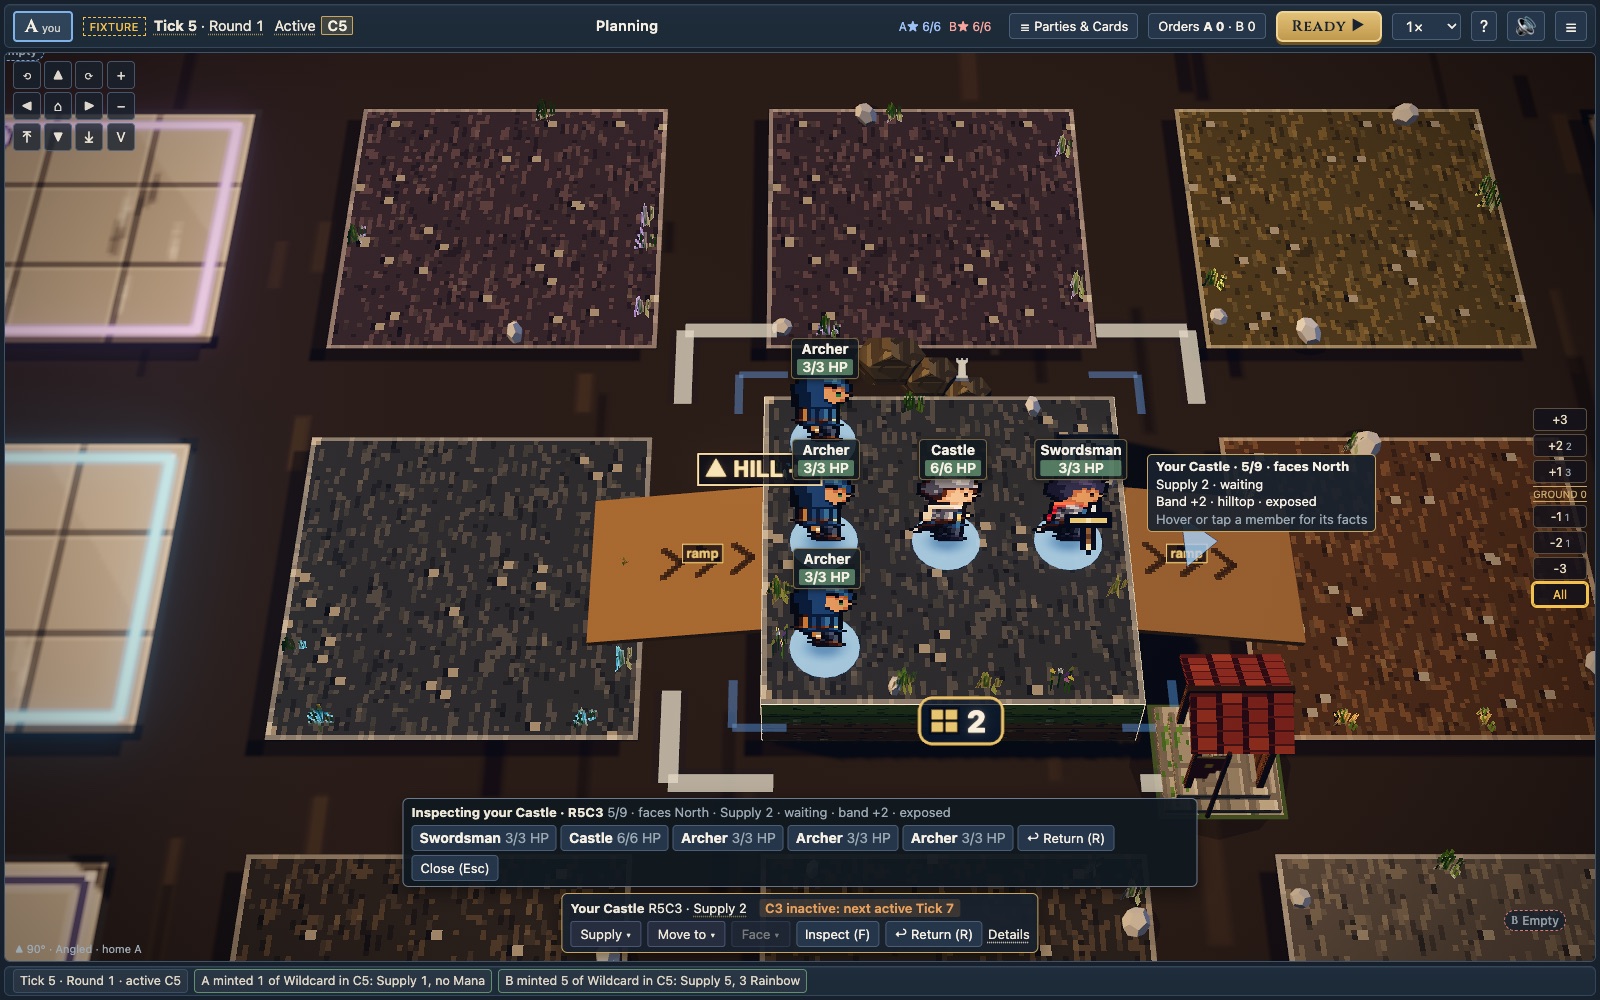 A you FIXTURE Tick 5 · Round 1 Active C5 Planning A★ 6/6 B★ 6/6 ≡ Parties & Cards Orders A 0 · B 0 READY ▶ 1× ? ≡
⟲ ▲ ⟳ +
◀ ⌂ ▶ −
⤒ ▼ ⤓ V
Archer
3/3 HP
Archer
3/3 HP
Castle
6/6 HP
Swordsman
3/3 HP
▲ HILL
Archer
3/3 HP
ramp
ramp
Your Castle · 5/9 · faces North
Supply 2 · waiting
Band +2 · hilltop · exposed
Hover or tap a member for its facts
+3
+2 2
+1 3
GROUND 0
-1 1
-2 1
-3
All
2
Inspecting your Castle · R5C3 5/9 · faces North · Supply 2 · waiting · band +2 · exposed
Swordsman 3/3 HP Castle 6/6 HP Archer 3/3 HP Archer 3/3 HP Archer 3/3 HP ↩ Return (R)
Close (Esc)
Your Castle R5C3 · Supply 2 C3 inactive: next active Tick 7
Supply ▾ Move to ▾ Face ▾ Inspect (F) ↩ Return (R) Details
B Empty
▲ 90° · Angled · home A
Tick 5 · Round 1 · active C5 A minted 1 of Wildcard in C5: Supply 1, no Mana B minted 5 of Wildcard in C5: Supply 5, 3 Rainbow